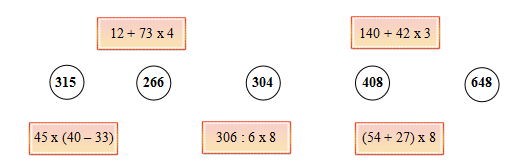 12 + 73 x 4 140 + 42 x 3
315 266 304 408 648
45 x (40 – 33) 306 : 6 x 8 (54 + 27) x 8